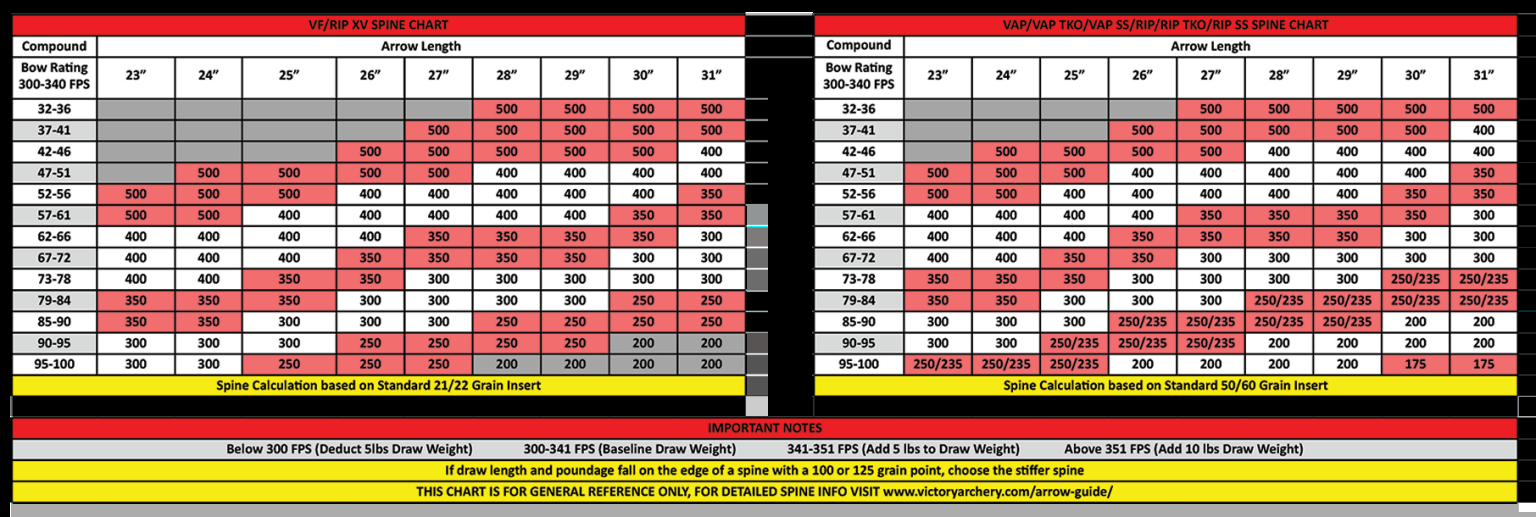 VF/RIP XV SPINE CHART
Compound Arrow Length
Bow Rating 300-340 FPS 23” 24” 25” 26” 27” 28” 29” 30” 31”
32-36 500 500 500 500
37-41 500 500 500 500 500
42-46 500 500 500 500 500 400
47-51 500 500 500 500 400 400 400 400
52-56 500 500 500 400 400 400 400 400 350
57-61 500 500 400 400 400 400 400 350 350
62-66 400 400 400 400 350 350 350 350 300
67-72 400 400 400 350 350 350 350 300 300
73-78 400 400 350 350 300 300 300 300 300
79-84 350 350 350 300 300 300 300 250 250
85-90 350 350 300 300 300 250 250 250 250
90-95 300 300 300 250 250 250 250 200 200
95-100 300 300 250 250 250 200 200 200 200
Spine Calculation based on Standard 21/22 Grain Insert
VAP/VAP TKO/VAP SS/RIP/RIP TKO/RIP SS SPINE CHART
Compound Arrow Length
Bow Rating 300-340 FPS 23” 24” 25” 26” 27” 28” 29” 30” 31”
32-36 500 500 500 500 500
37-41 500 500 500 500 500 400
42-46 500 500 500 500 400 400 400 400
47-51 500 500 500 400 400 400 400 400 350
52-56 500 500 400 400 400 400 400 350 350
57-61 400 400 400 400 350 350 350 350 300
62-66 400 400 400 350 350 350 350 300 300
67-72 400 400 350 350 300 300 300 300 300
73-78 350 350 350 300 300 300 300 250/235 250/235
79-84 350 350 300 300 300 250/235 250/235 250/235 250/235
85-90 300 300 300 250/235 250/235 250/235 250/235 200 200
90-95 300 300 250/235 250/235 250/235 200 200 200 200
95-100 250/235 250/235 250/235 200 200 200 200 175 175
Spine Calculation based on Standard 50/60 Grain Insert
IMPORTANT NOTES
Below 300 FPS (Deduct 5lbs Draw Weight) 300-341 FPS (Baseline Draw Weight) 341-351 FPS (Add 5 lbs to Draw Weight) Above 351 FPS (Add 10 lbs Draw Weight)
If draw length and poundage fall on the edge of a spine with a 100 or 125 grain point, choose the stiffer spine
THIS CHART IS FOR GENERAL REFERENCE ONLY, FOR DETAILED SPINE INFO VISIT www.victoryarchery.com/arrow-guide/